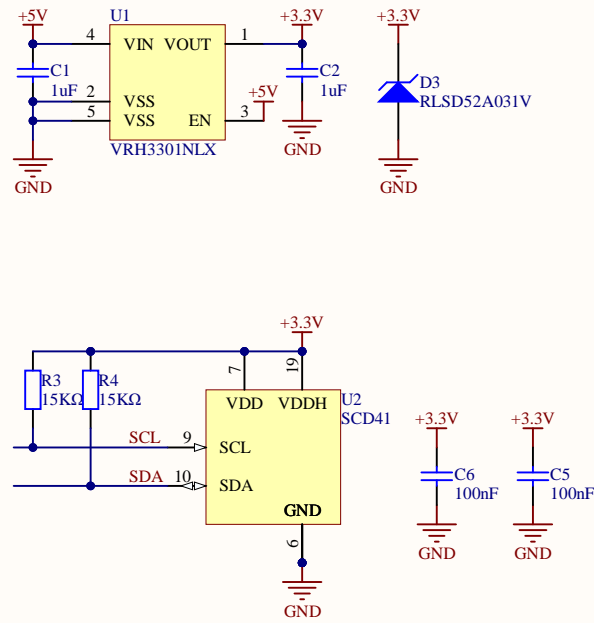 +5V
U1
+3.3V
+3.3V
4
VIN
VOUT
1
C1
1uF
C2
1uF
+5V
D3
RLSD52A031V
2
VSS
5
VSS
EN
3
VRH3301NLX
GND
GND
GND
+3.3V
7
19
R3
15KΩ
R4
15KΩ
VDD
VDDH
U2
SCD41
SCL
9
SCL
SDA
10
SDA
GND
6
GND
+3.3V
+3.3V
C6
100nF
C5
100nF
GND
GND